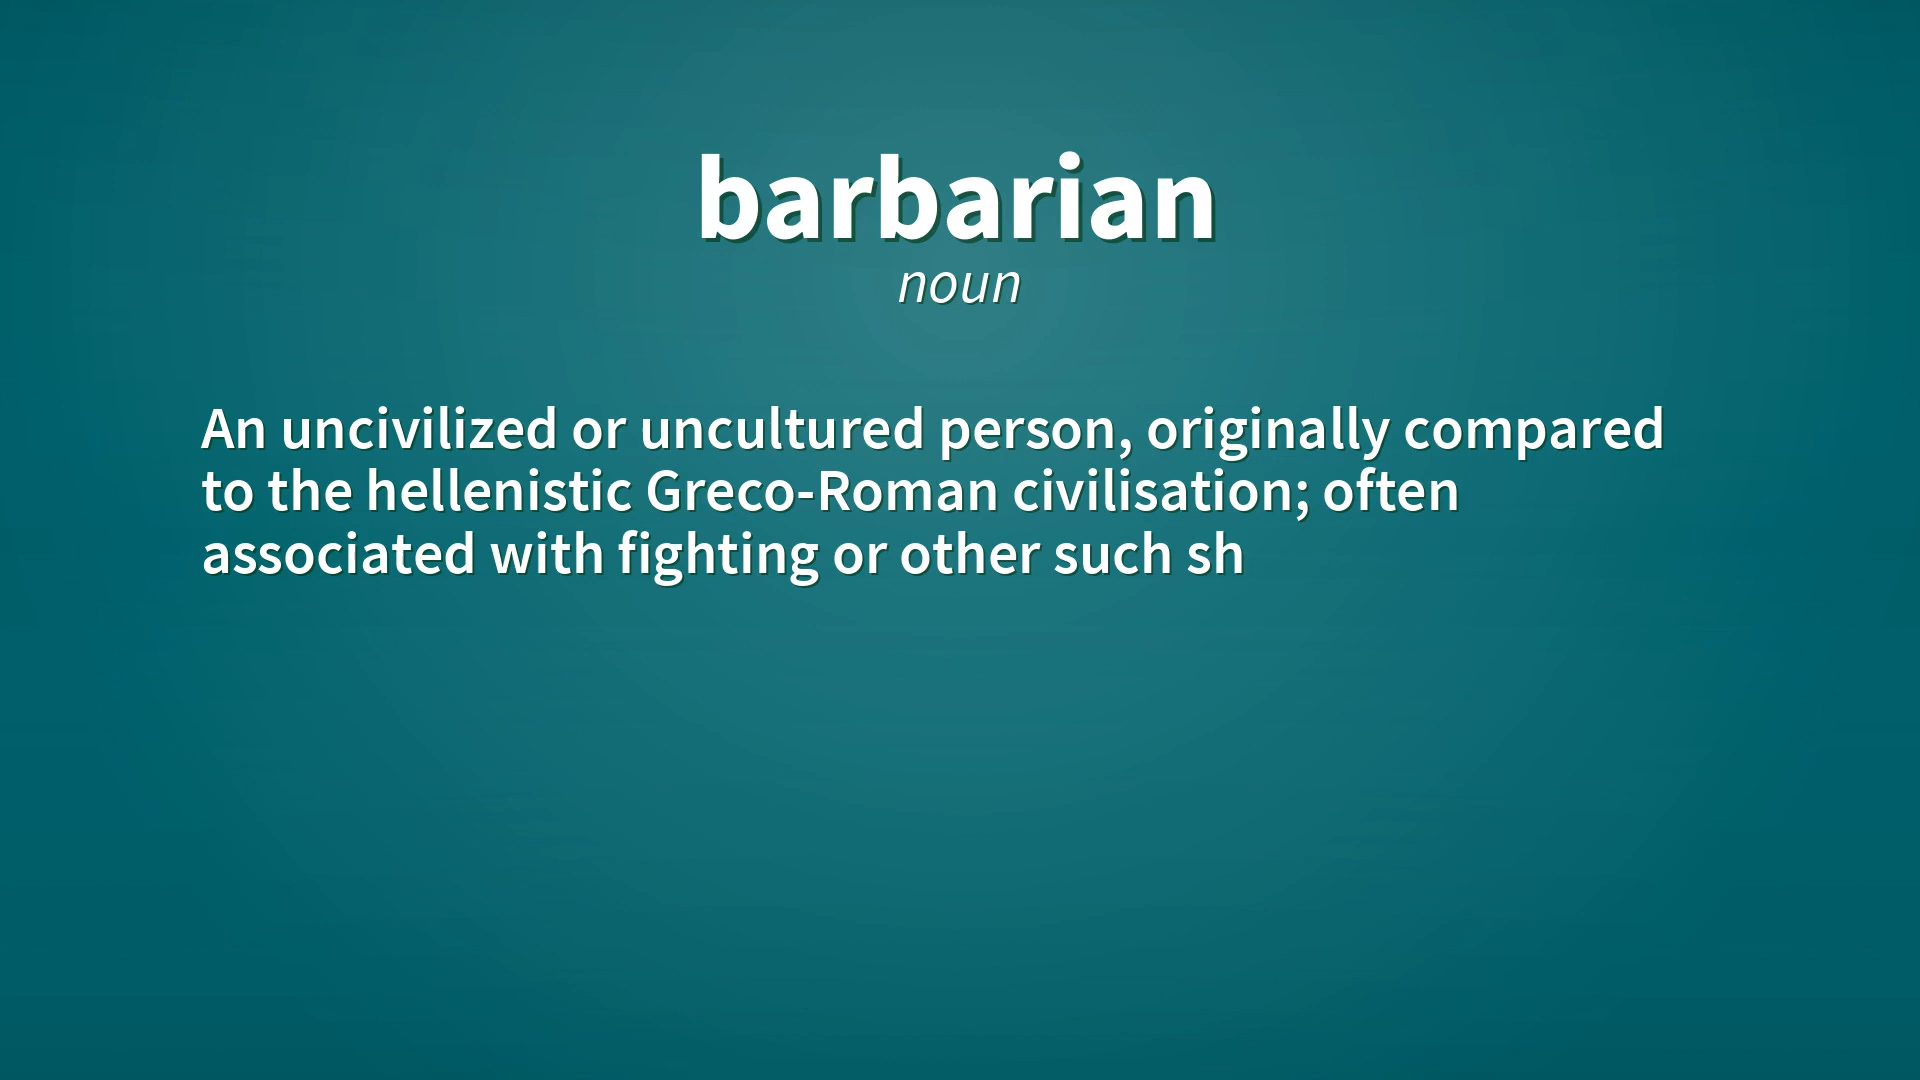 barbarian
noun
An uncivilized or uncultured person, originally compared
to the hellenistic Greco-Roman civilisation; often
associated with fighting or other such sh